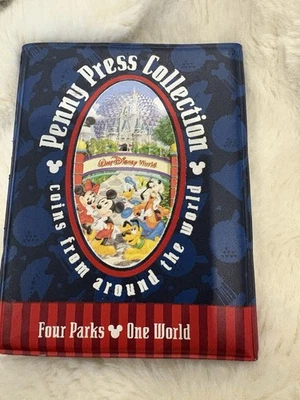 Penny Press Collection
Walt Disney World
coins from around the world
Four Parks One World